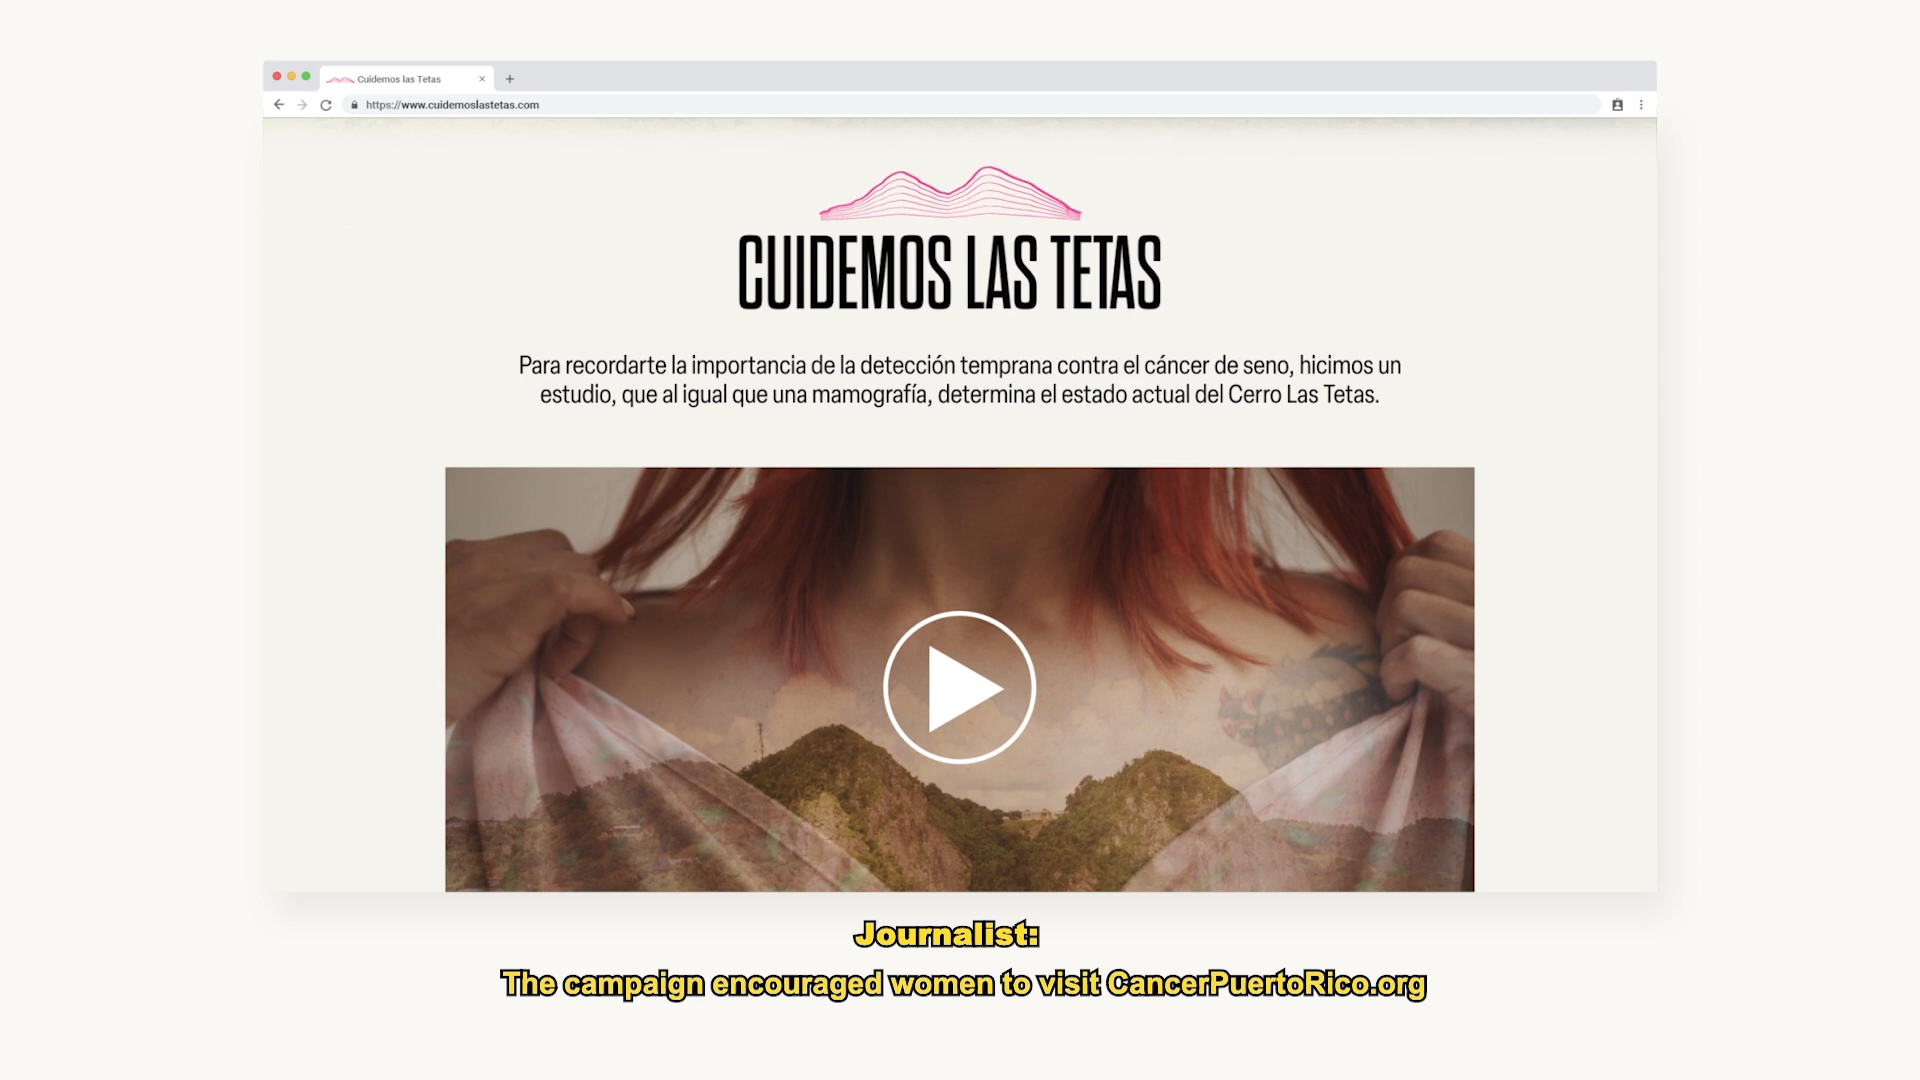 Cuidemos las Tetas
https://www.cuidemoslastetas.com
CUIDEMOS LAS TETAS
Para recordarte la importancia de la detección temprana contra el cáncer de seno, hicimos un
estudio, que al igual que una mamografía, determina el estado actual del Cerro Las Tetas.
Journalist:
The campaign encouraged women to visit CancerPuertoRico.org